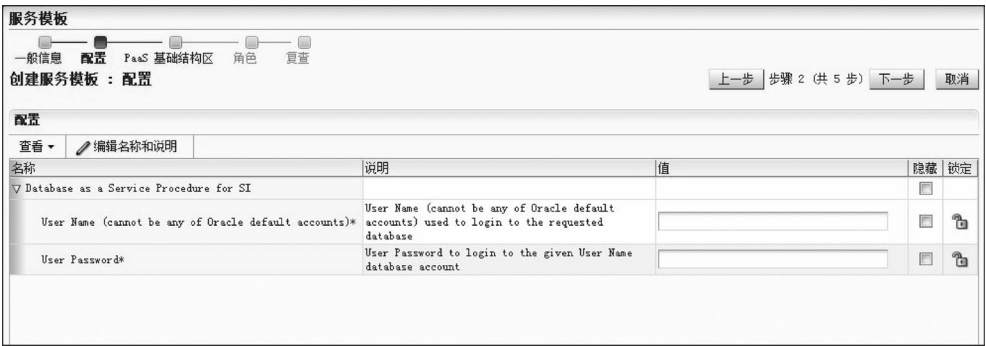 服务模板
一般信息 配置 PaaS 基础结构区 角色 复查
创建服务模板 : 配置
上一步 步骤 2 (共 5 步) 下一步 取消
配置
查看 编辑名称和说明
名称 说明 值 隐藏 锁定
Database as a Service Procedure for SI
User Name (cannot be any of Oracle default accounts)*
User Name (cannot be any of Oracle default
accounts) used to login to the requested
database
User Password*
User Password to login to the given User Name
database account